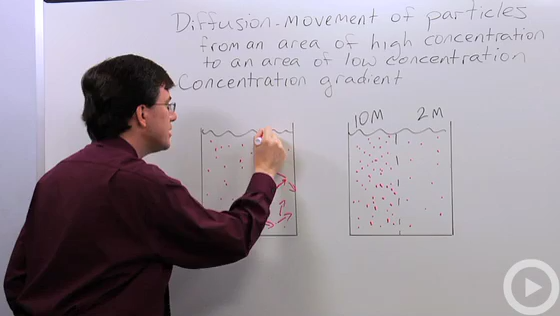 Diffusion - Movement of particles
from an area of high concentration
to an area of low concentration
Concentration gradient
10M 2M